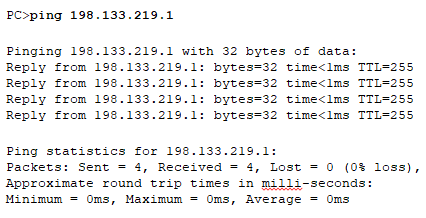 PC>ping 198.133.219.1
Pinging 198.133.219.1 with 32 bytes of data:
Reply from 198.133.219.1: bytes=32 time<1ms TTL=255
Reply from 198.133.219.1: bytes=32 time<1ms TTL=255
Reply from 198.133.219.1: bytes=32 time<1ms TTL=255
Reply from 198.133.219.1: bytes=32 time<1ms TTL=255
Ping statistics for 198.133.219.1:
Packets: Sent = 4, Received = 4, Lost = 0 (0% loss),
Approximate round trip times in milli-seconds:
Minimum = 0ms, Maximum = 0ms, Average = 0ms